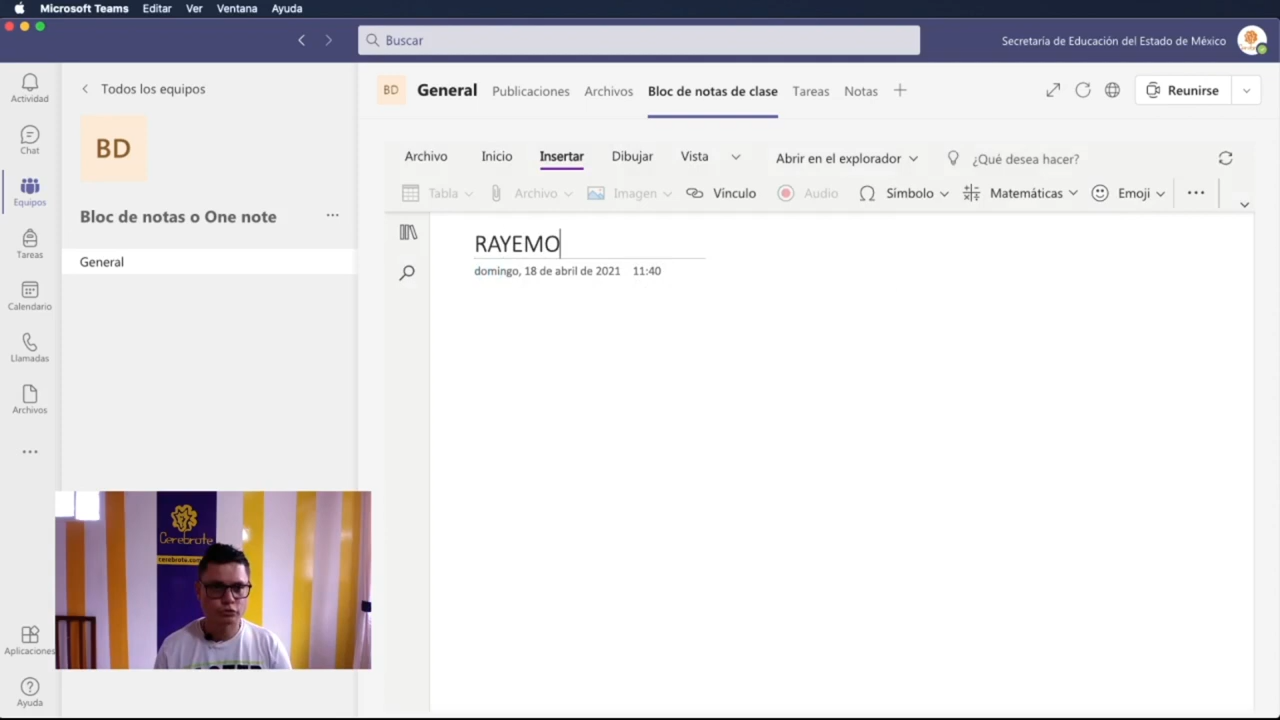 Microsoft Teams Editar Ver Ventana Ayuda
Buscar
Secretaría de Educación del Estado de México
Actividad
Chat
Equipos
Tareas
Calendario
Llamadas
Archivos
Aplicaciones
Ayuda
Todos los equipos
BD
Bloc de notas o One note
General
BD General Publicaciones Archivos Bloc de notas de clase Tareas Notas
Reunirse
Archivo Inicio Insertar Dibujar Vista Abrir en el explorador ¿Qué desea hacer?
Tabla Archivo Imagen Vínculo Audio Símbolo Matemáticas Emoji
RAYEMO
domingo, 18 de abril de 2021 11:40
Cerebrote